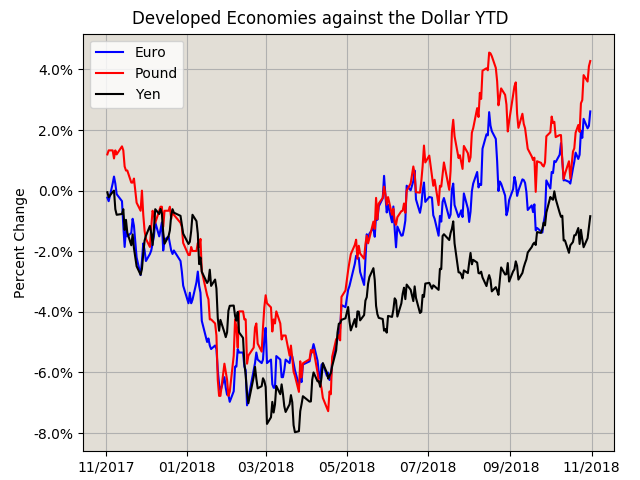 Developed Economies against the Dollar YTD
Euro
Pound
Yen
Percent Change
4.0%
2.0%
0.0%
-2.0%
-4.0%
-6.0%
-8.0%
11/2017 01/2018 03/2018 05/2018 07/2018 09/2018 11/2018